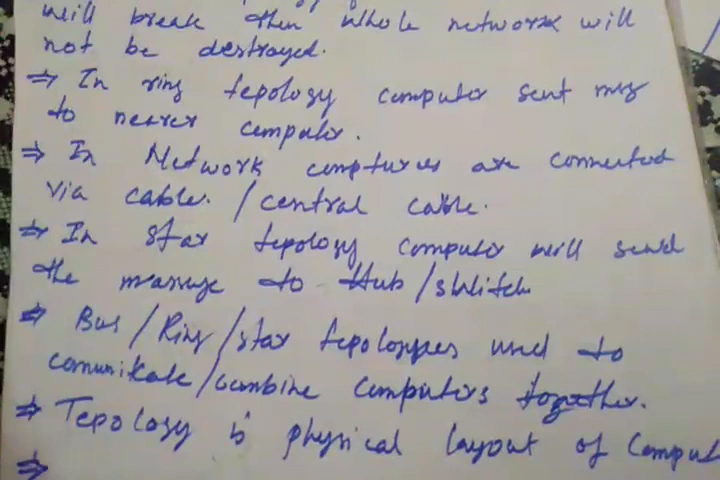 will break then whole network will
not be destroyed.
⇒ In ring topology computer sent msg
to nearer computer.
⇒ In Network computures are connected
via cable. / central cable.
⇒ In star topology computer will send
the message to Hub/switch
⇒ Bus/Ring/star topologyes used to
comunikate/combine computers together.
⇒ Topology is physical layout of Comput
⇒